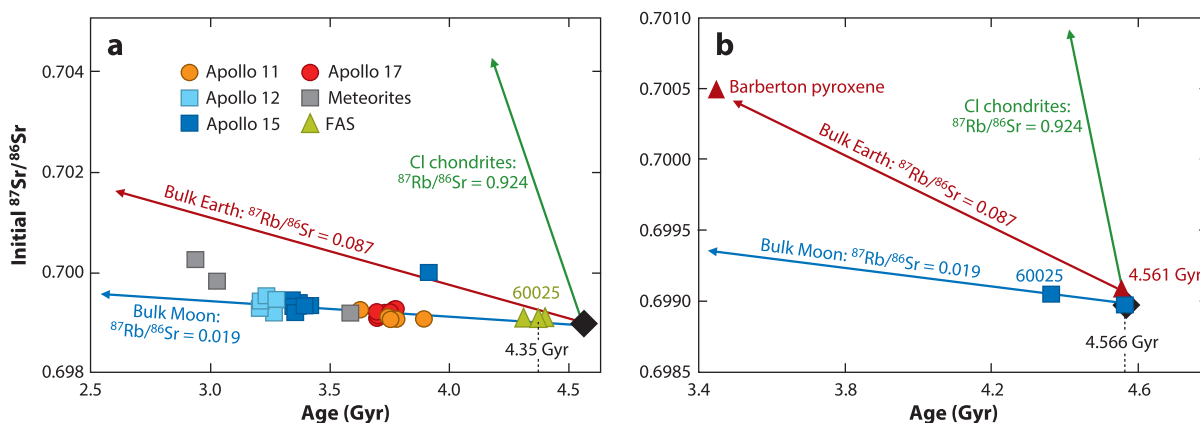 a
Initial ⁸⁷Sr/⁸⁶Sr
0.704
0.702
0.700
0.698
2.5
3.0
3.5
4.0
4.5
Age (Gyr)
Apollo 11
Apollo 17
Apollo 12
Meteorites
Apollo 15
FAS
CI chondrites:
⁸⁷Rb/⁸⁶Sr = 0.924
Bulk Earth: ⁸⁷Rb/⁸⁶Sr = 0.087
Bulk Moon:
⁸⁷Rb/⁸⁶Sr = 0.019
60025
4.35 Gyr
b
0.7010
0.7005
0.7000
0.6995
0.6990
0.6985
3.4
3.8
4.2
4.6
Age (Gyr)
Barberton pyroxene
CI chondrites:
⁸⁷Rb/⁸⁶Sr = 0.924
Bulk Earth: ⁸⁷Rb/⁸⁶Sr = 0.087
Bulk Moon: ⁸⁷Rb/⁸⁶Sr = 0.019
60025
4.561 Gyr
4.566 Gyr